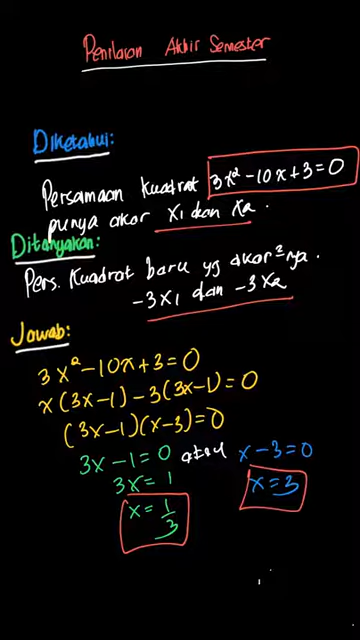 Penilaian Akhir Semester
Diketahui:
Persamaan Kuadrat 3x² - 10x + 3 = 0
punya akar x₁ dan x₂.
Ditanyakan:
Pers. Kuadrat baru yg akar²nya.
-3x₁ dan -3x₂
Jawab:
3x² - 10x + 3 = 0
x(3x - 1) - 3(3x - 1) = 0
(3x - 1)(x - 3) = 0
3x - 1 = 0 atau x - 3 = 0
3x = 1 x = 3
x = 1/3